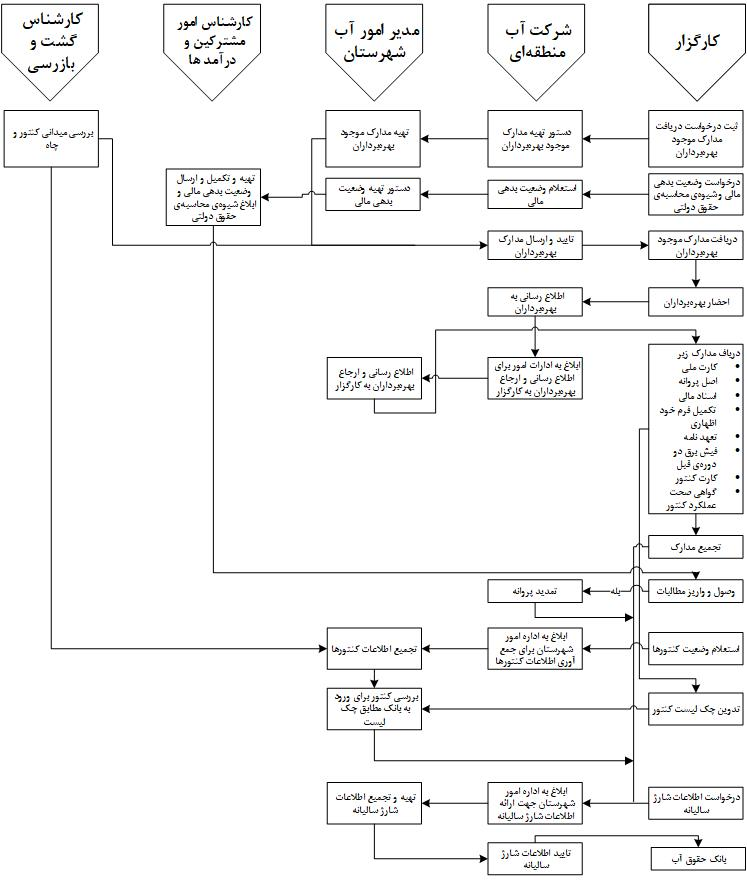 کارگزار
شرکت آب
منطقه‌ای
مدیر امور آب
شهرستان
کارشناس امور
مشترکین و
درآمد ها
کارشناس
گشت و
بازرسی
ثبت درخواست دریافت
مدارک موجود
بهره‌برداران
دستور تهیه مدارک
موجود بهره‌برداران
تهیه مدارک موجود
بهره‌برداران
بررسی میدانی کنتور و
چاه
درخواست وضعیت بدهی
مالی و شیوه‌ی محاسبه‌ی
حقوق دولتی
استعلام وضعیت بدهی
مالی
دستور تهیه وضعیت
بدهی مالی
تهیه و تکمیل و ارسال
وضعیت بدهی مالی و
ابلاغ شیوه‌ی محاسبه‌ی
حقوق دولتی
تایید و ارسال مدارک
بهره‌برداران
دریافت مدارک موجود
بهره‌برداران
احضار بهره‌برداران
اطلاع رسانی به
بهره‌برداران
ابلاغ به ادارات امور برای
اطلاع رسانی و ارجاع
بهره‌برداران به کارگزار
اطلاع رسانی و ارجاع
بهره‌برداران به کارگزار
دریاف مدارک زیر
• کارت ملی
• اصل پروانه
• اسناد مالی
• تکمیل فرم خود
اظهاری
• تعهد نامه
• فیش برق دو
دوره‌ی قبل
• کارت کنتور
• گواهی صحت
عملکرد کنتور
تجمیع مدارک
وصول و واریز مطالبات
بله
تمدید پروانه
استعلام وضعیت کنتورها
ابلاغ به اداره امور
شهرستان برای جمع
آوری اطلاعات کنتورها
تجمیع اطلاعات کنتورها
تدوین چک لیست کنتور
بررسی کنتور برای ورود
به بانک مطابق چک
لیست
درخواست اطلاعات شارژ
سالیانه
ابلاغ به اداره امور
شهرستان جهت ارائه
اطلاعات شارژ سالیانه
تهیه و تجمیع اطلاعات
شارژ سالیانه
تایید اطلاعات شارژ
سالیانه
بانک حقوق آب